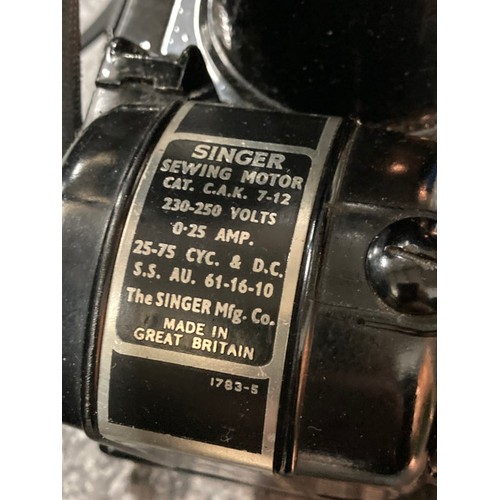 SINGER
SEWING MOTOR
CAT. C.A.K. 7-12
230-250 VOLTS
0·25 AMP.
25-75 CYC. & D.C.
S.S. AU. 61-16-10
The SINGER Mfg. Co.
MADE IN
GREAT BRITAIN
1783-5